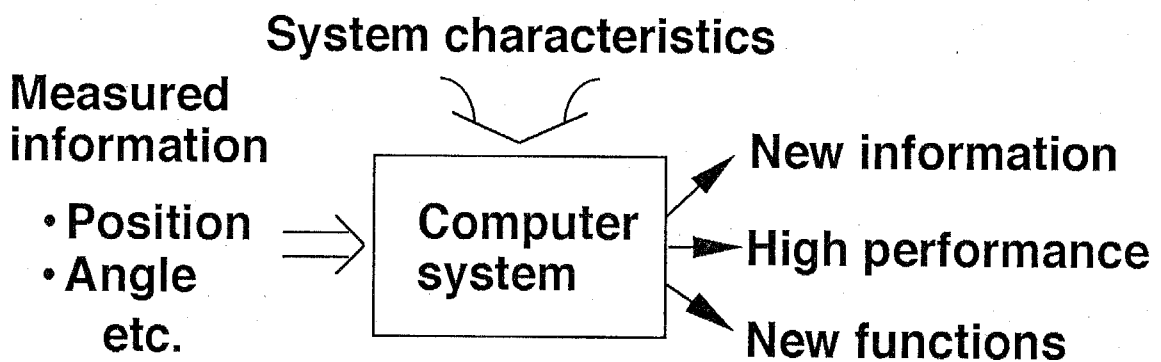 System characteristics
Measured
information
• Position
• Angle
etc.
Computer
system
New information
High performance
New functions